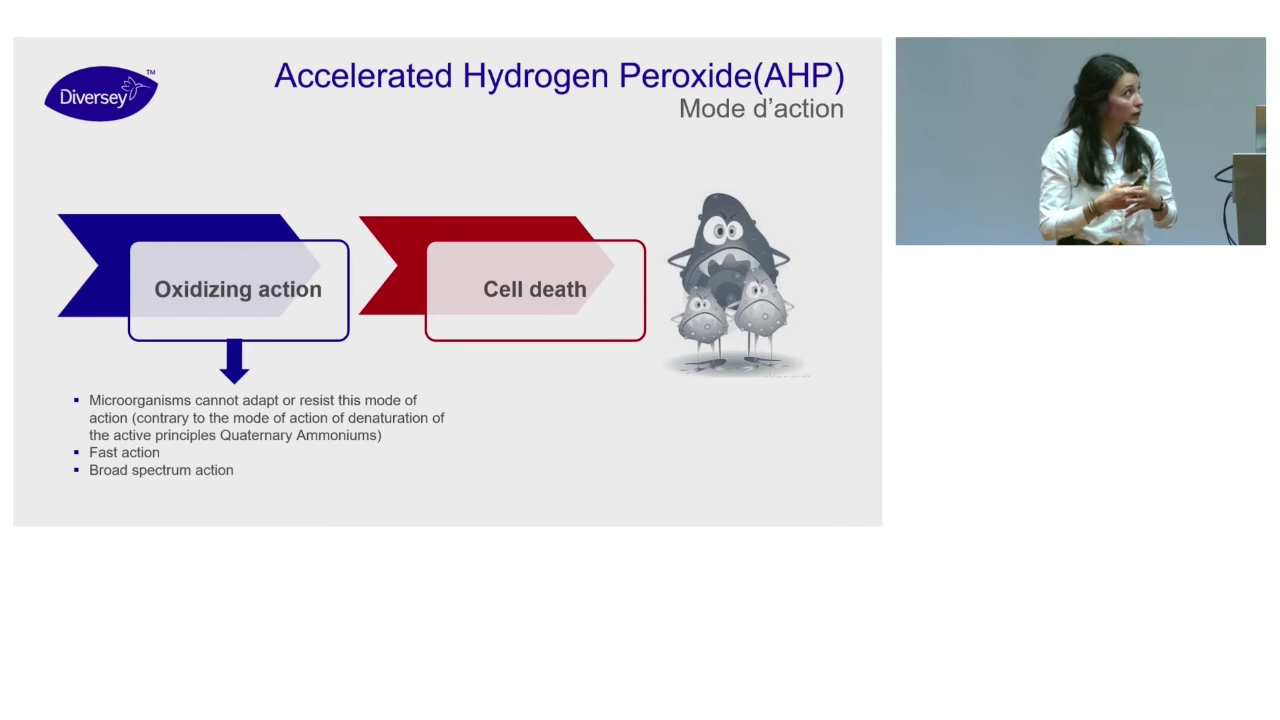 Diversey
TM
Accelerated Hydrogen Peroxide(AHP)
Mode d’action
Oxidizing action
Cell death
▪ Microorganisms cannot adapt or resist this mode of
action (contrary to the mode of action of denaturation of
the active principles Quaternary Ammoniums)
▪ Fast action
▪ Broad spectrum action